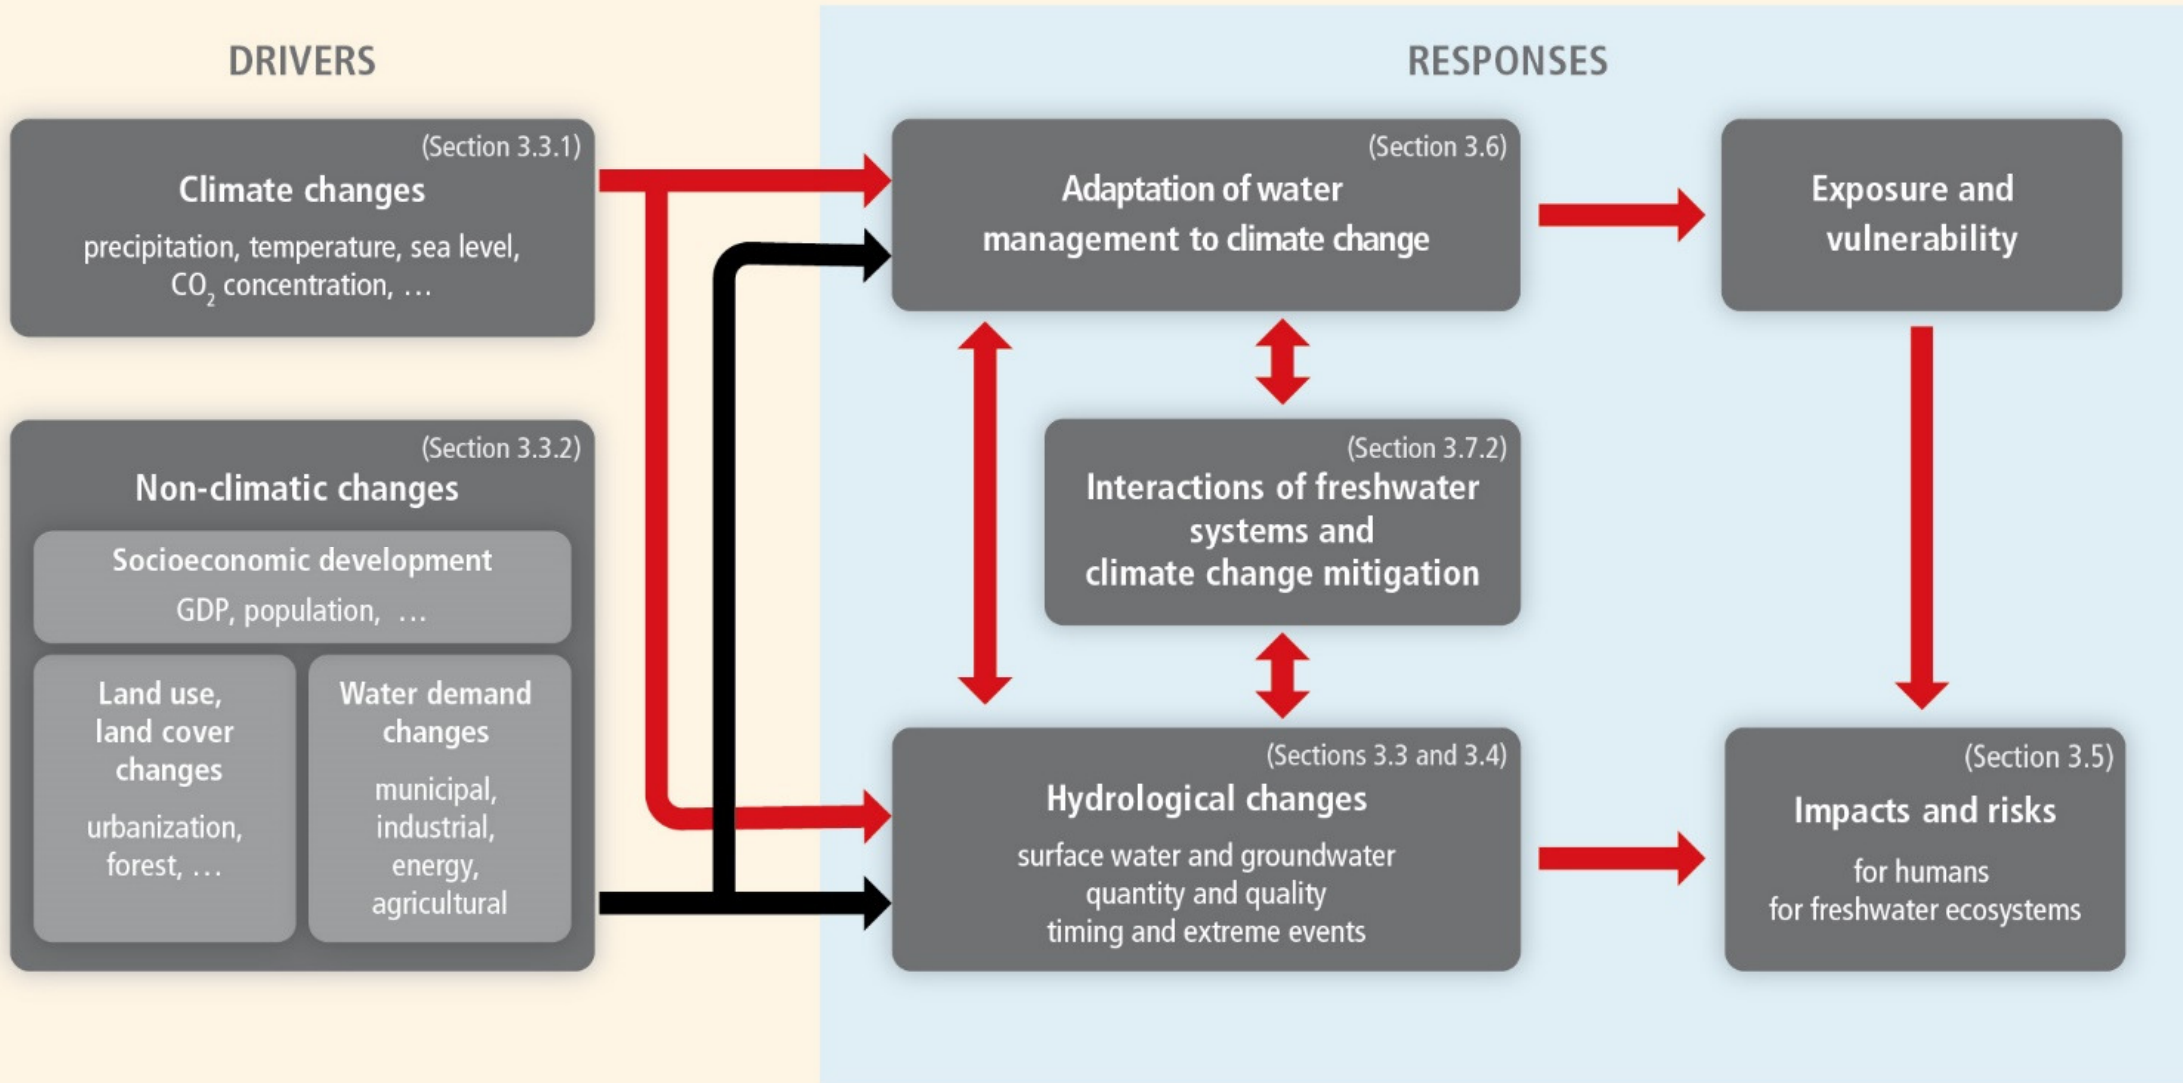 DRIVERS
(Section 3.3.1)
Climate changes
precipitation, temperature, sea level,
CO₂ concentration, …
(Section 3.3.2)
Non-climatic changes
Socioeconomic development
GDP, population, …
Land use,
land cover
changes
urbanization,
forest, …
Water demand
changes
municipal,
industrial,
energy,
agricultural
RESPONSES
(Section 3.6)
Adaptation of water
management to climate change
Exposure and
vulnerability
(Section 3.7.2)
Interactions of freshwater
systems and
climate change mitigation
(Sections 3.3 and 3.4)
Hydrological changes
surface water and groundwater
quantity and quality
timing and extreme events
(Section 3.5)
Impacts and risks
for humans
for freshwater ecosystems